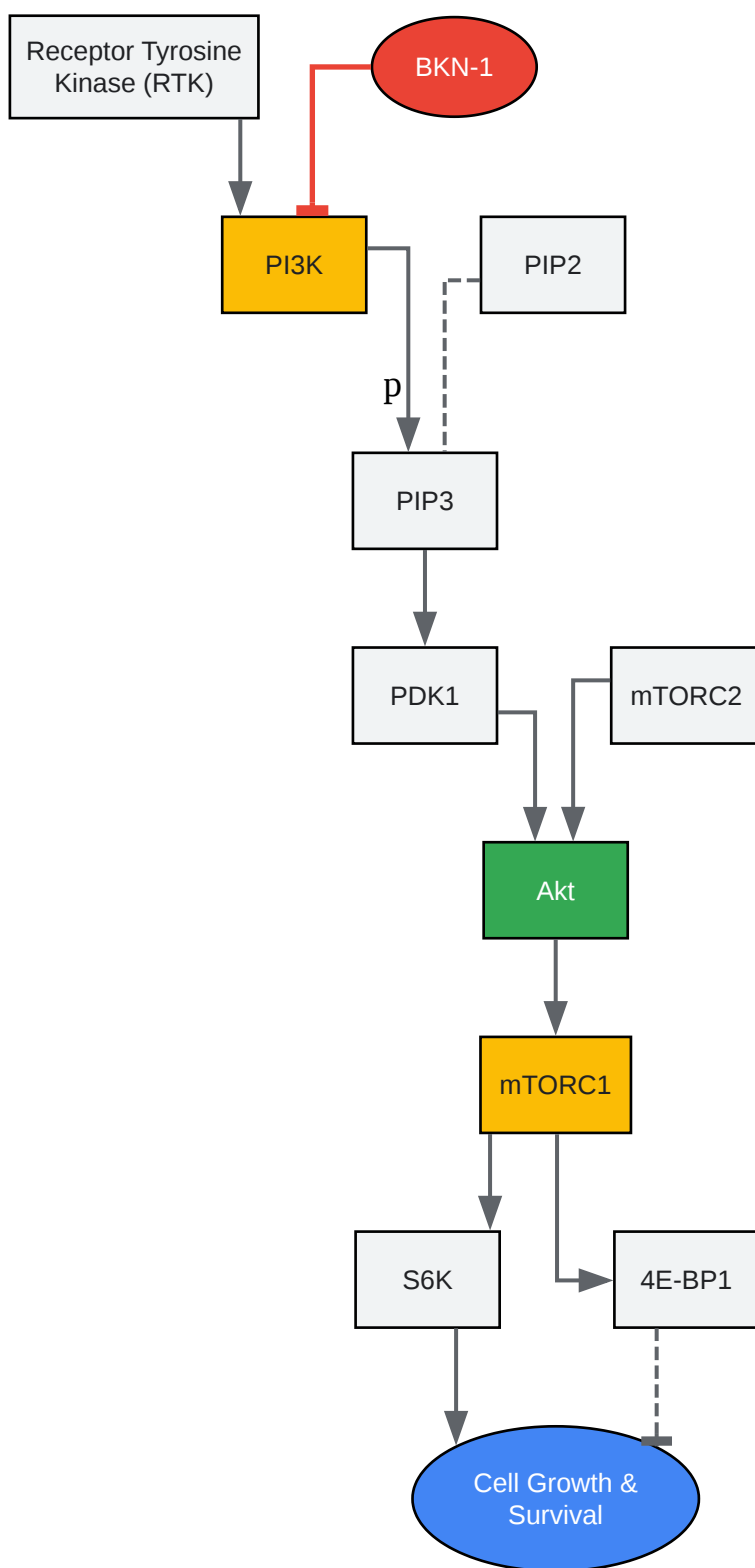 Receptor Tyrosine
Kinase (RTK)
BKN-1
PI3K
PIP2
p
PIP3
PDK1
mTORC2
Akt
mTORC1
S6K
4E-BP1
Cell Growth &
Survival